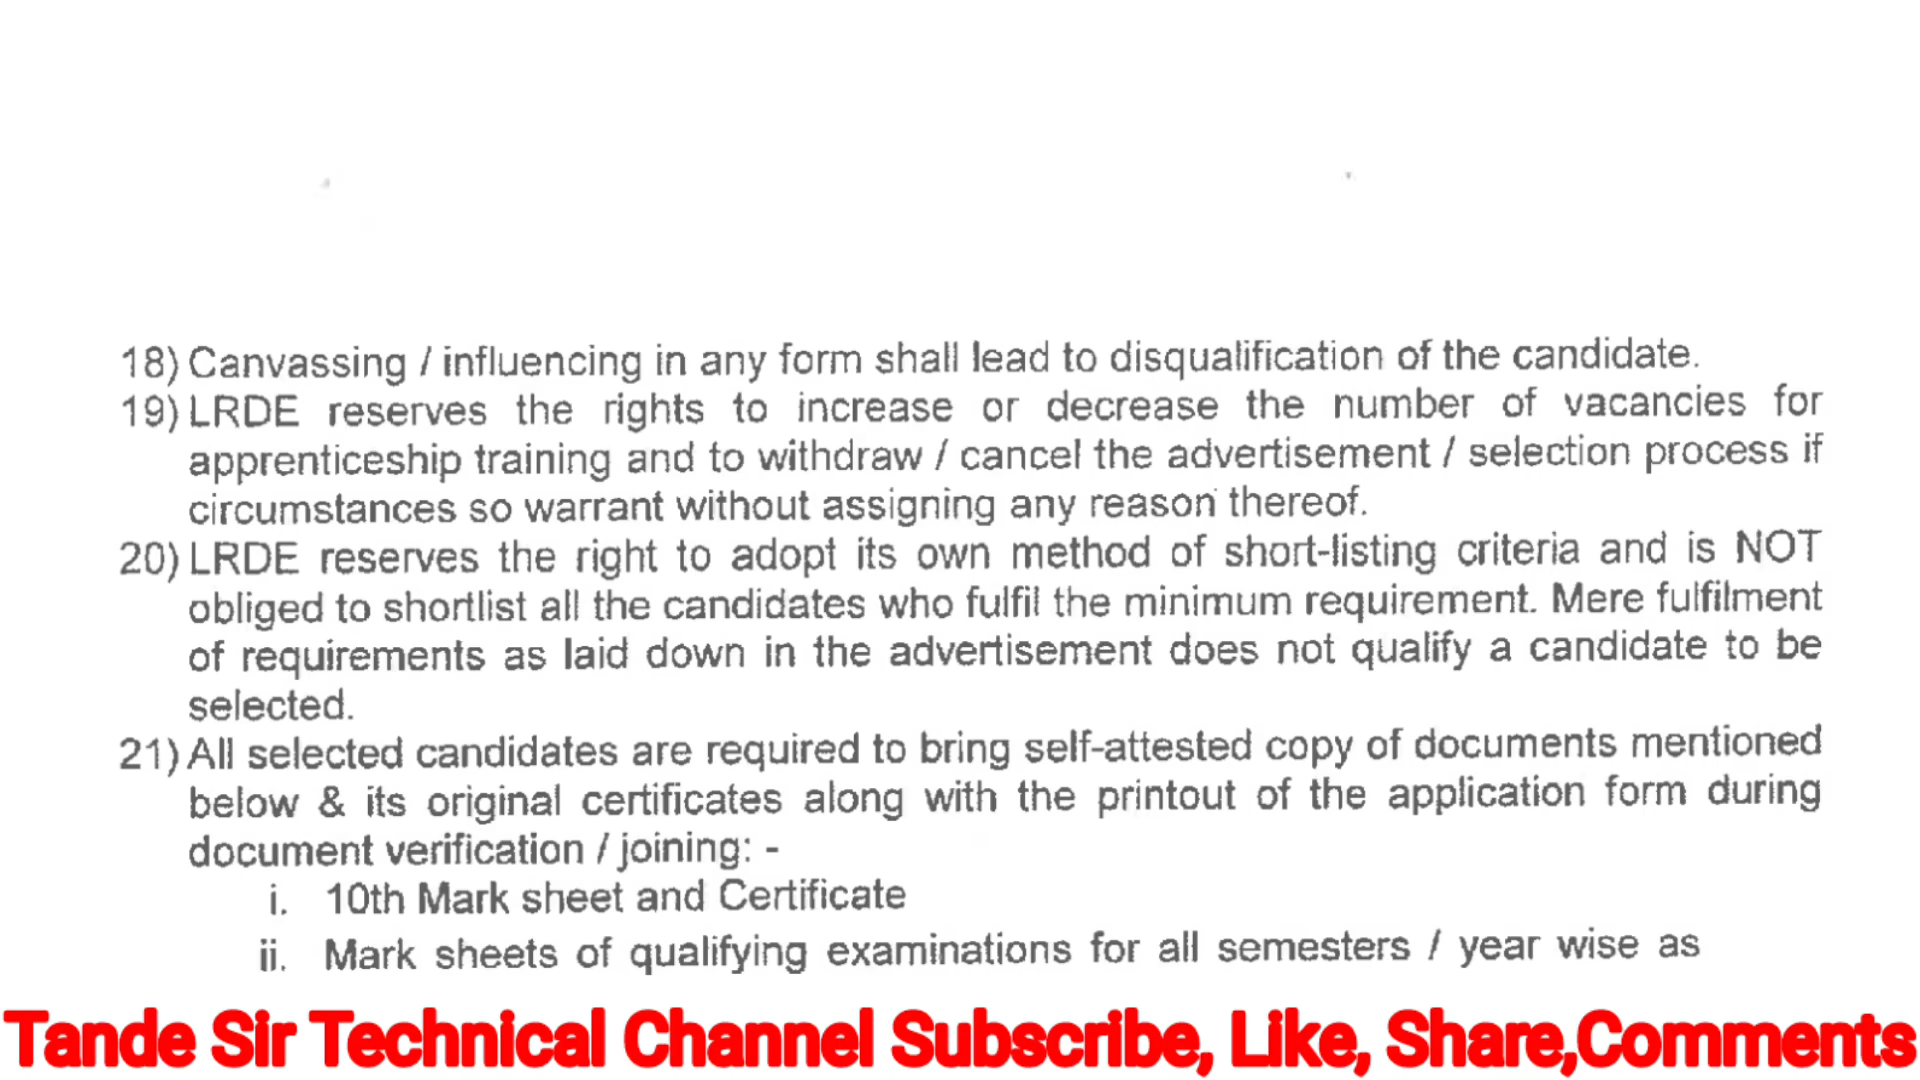 18) Canvassing / influencing in any form shall lead to disqualification of the candidate.
19) LRDE reserves the rights to increase or decrease the number of vacancies for
apprenticeship training and to withdraw / cancel the advertisement / selection process if
circumstances so warrant without assigning any reason thereof.
20) LRDE reserves the right to adopt its own method of short-listing criteria and is NOT
obliged to shortlist all the candidates who fulfil the minimum requirement. Mere fulfilment
of requirements as laid down in the advertisement does not qualify a candidate to be
selected.
21) All selected candidates are required to bring self-attested copy of documents mentioned
below & its original certificates along with the printout of the application form during
document verification / joining: -
i. 10th Mark sheet and Certificate
ii. Mark sheets of qualifying examinations for all semesters / year wise as
Tande Sir Technical Channel Subscribe, Like, Share,Comments